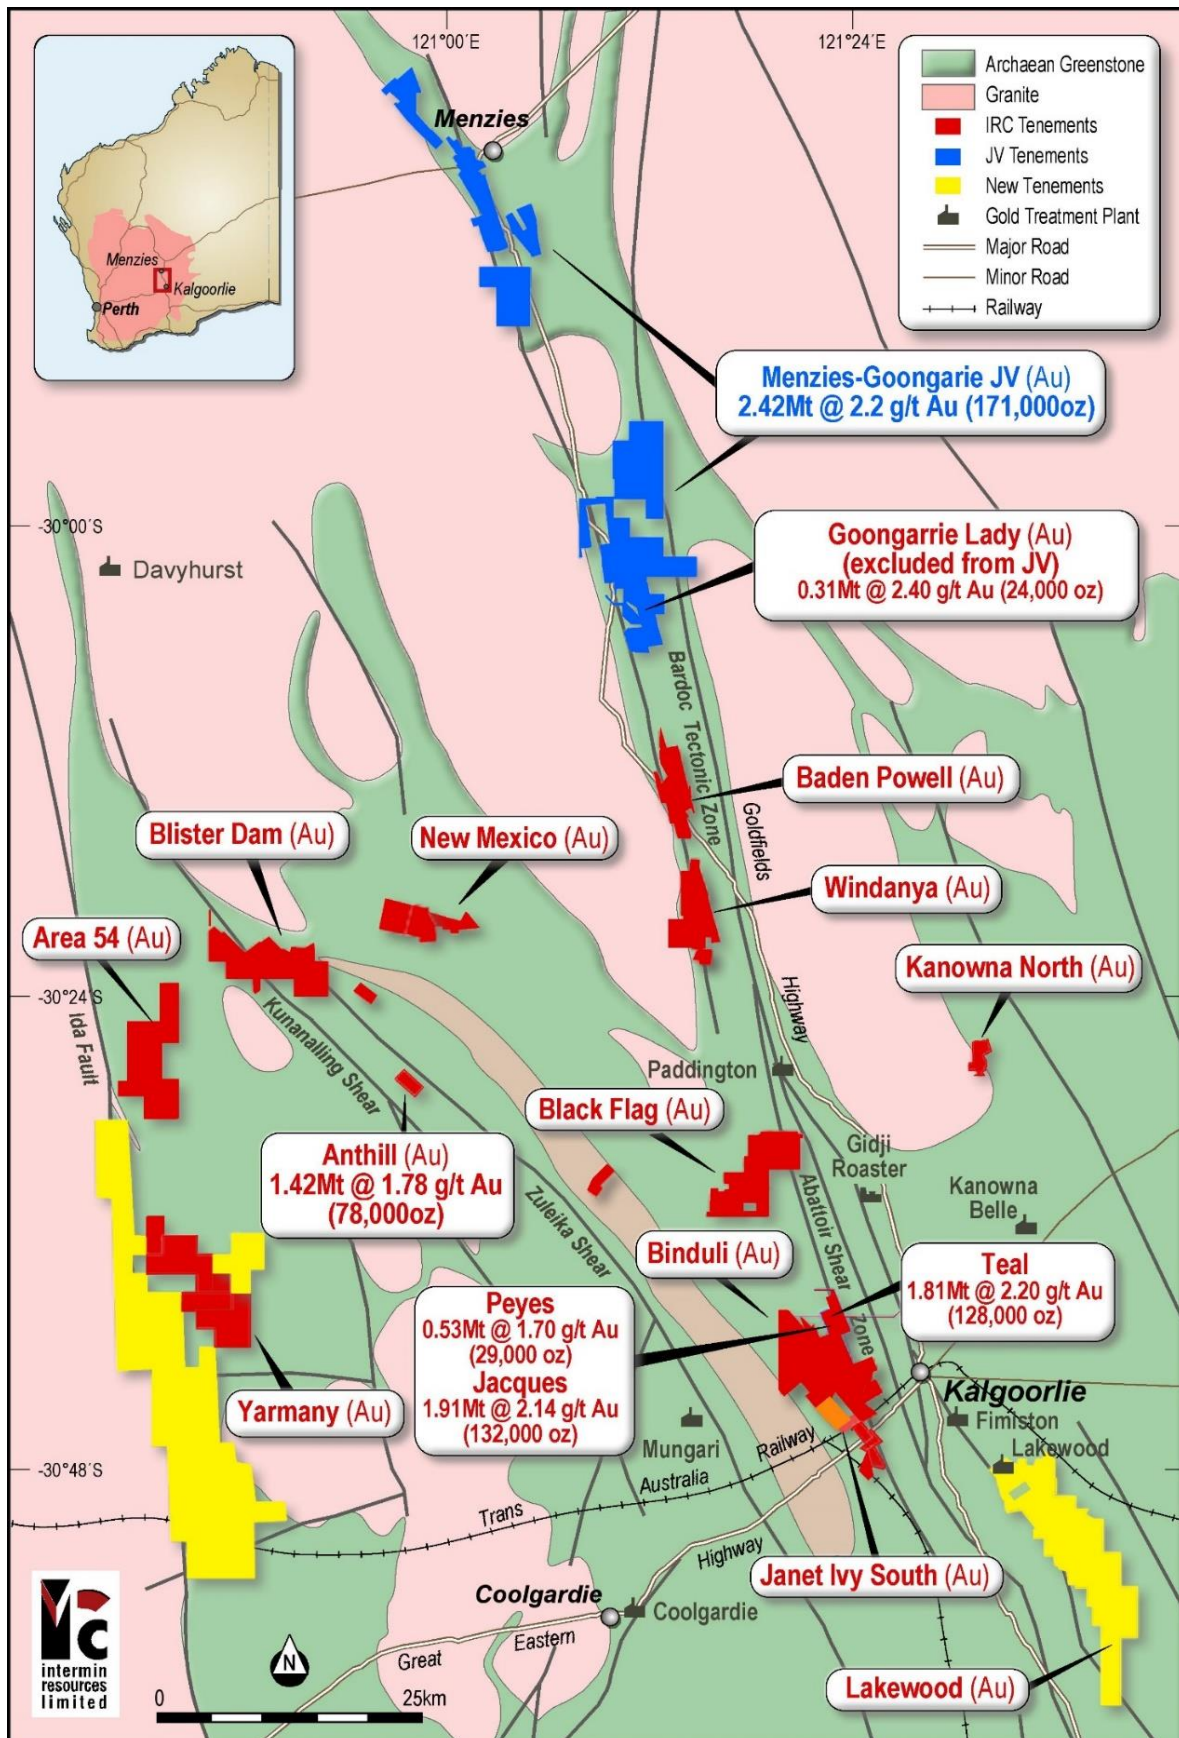 121°00´E
121°24´E
Menzies
Kalgoorlie
Perth
Archaean Greenstone
Granite
IRC Tenements
JV Tenements
New Tenements
Gold Treatment Plant
Major Road
Minor Road
Railway
Menzies
Menzies-Goongarie JV (Au)
2.42Mt @ 2.2 g/t Au (171,000oz)
-30°00´S
Davyhurst
Goongarrie Lady (Au)
(excluded from JV)
0.31Mt @ 2.40 g/t Au (24,000 oz)
Bardoc Tectonic Zone
Baden Powell (Au)
Goldfields
Highway
Blister Dam (Au)
New Mexico (Au)
Windanya (Au)
Area 54 (Au)
Kanowna North (Au)
-30°24´S
Ida Fault
Kunanalling Shear
Paddington
Black Flag (Au)
Anthill (Au)
1.42Mt @ 1.78 g/t Au
(78,000oz)
Zuleika Shear
Abattoir Shear Zone
Gidji
Roaster
Kanowna
Belle
Binduli (Au)
Teal
1.81Mt @ 2.20 g/t Au
(128,000 oz)
Peyes
0.53Mt @ 1.70 g/t Au
(29,000 oz)
Jacques
1.91Mt @ 2.14 g/t Au
(132,000 oz)
Yarmany (Au)
Kalgoorlie
Fimiston
Lakewood
Mungari
-30°48´S
Trans Australia Railway
Janet Ivy South (Au)
Coolgardie
Coolgardie
Great Eastern Highway
Lakewood (Au)
c
intermin
resources
limited
N
0 25km